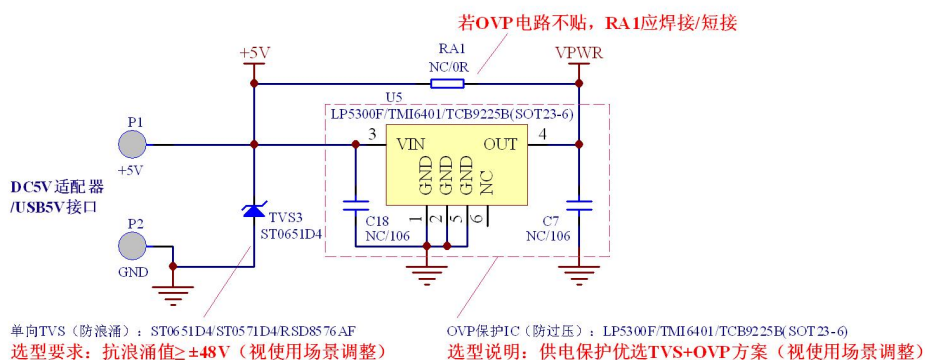 若OVP电路不贴，RA1应焊接/短接
+5V
RA1
NC/0R
VPWR
U5
LP5300F/TMI6401/TCB9225B(SOT23-6)
P1
+5V
3
VIN
OUT
4
GND
GND
GND
NC
1
2
5
6
DC5V适配器
/USB5V接口
TVS3
ST0651D4
C18
NC/106
C7
NC/106
P2
GND
单向TVS（防浪涌）：ST0651D4/ST0571D4/RSD8576AF
选型要求：抗浪涌值≥±48V（视使用场景调整）
OVP保护IC（防过压）：LP5300F/TMI6401/TCB9225B(SOT23-6)
选型说明：供电保护优选TVS+OVP方案（视使用场景调整）